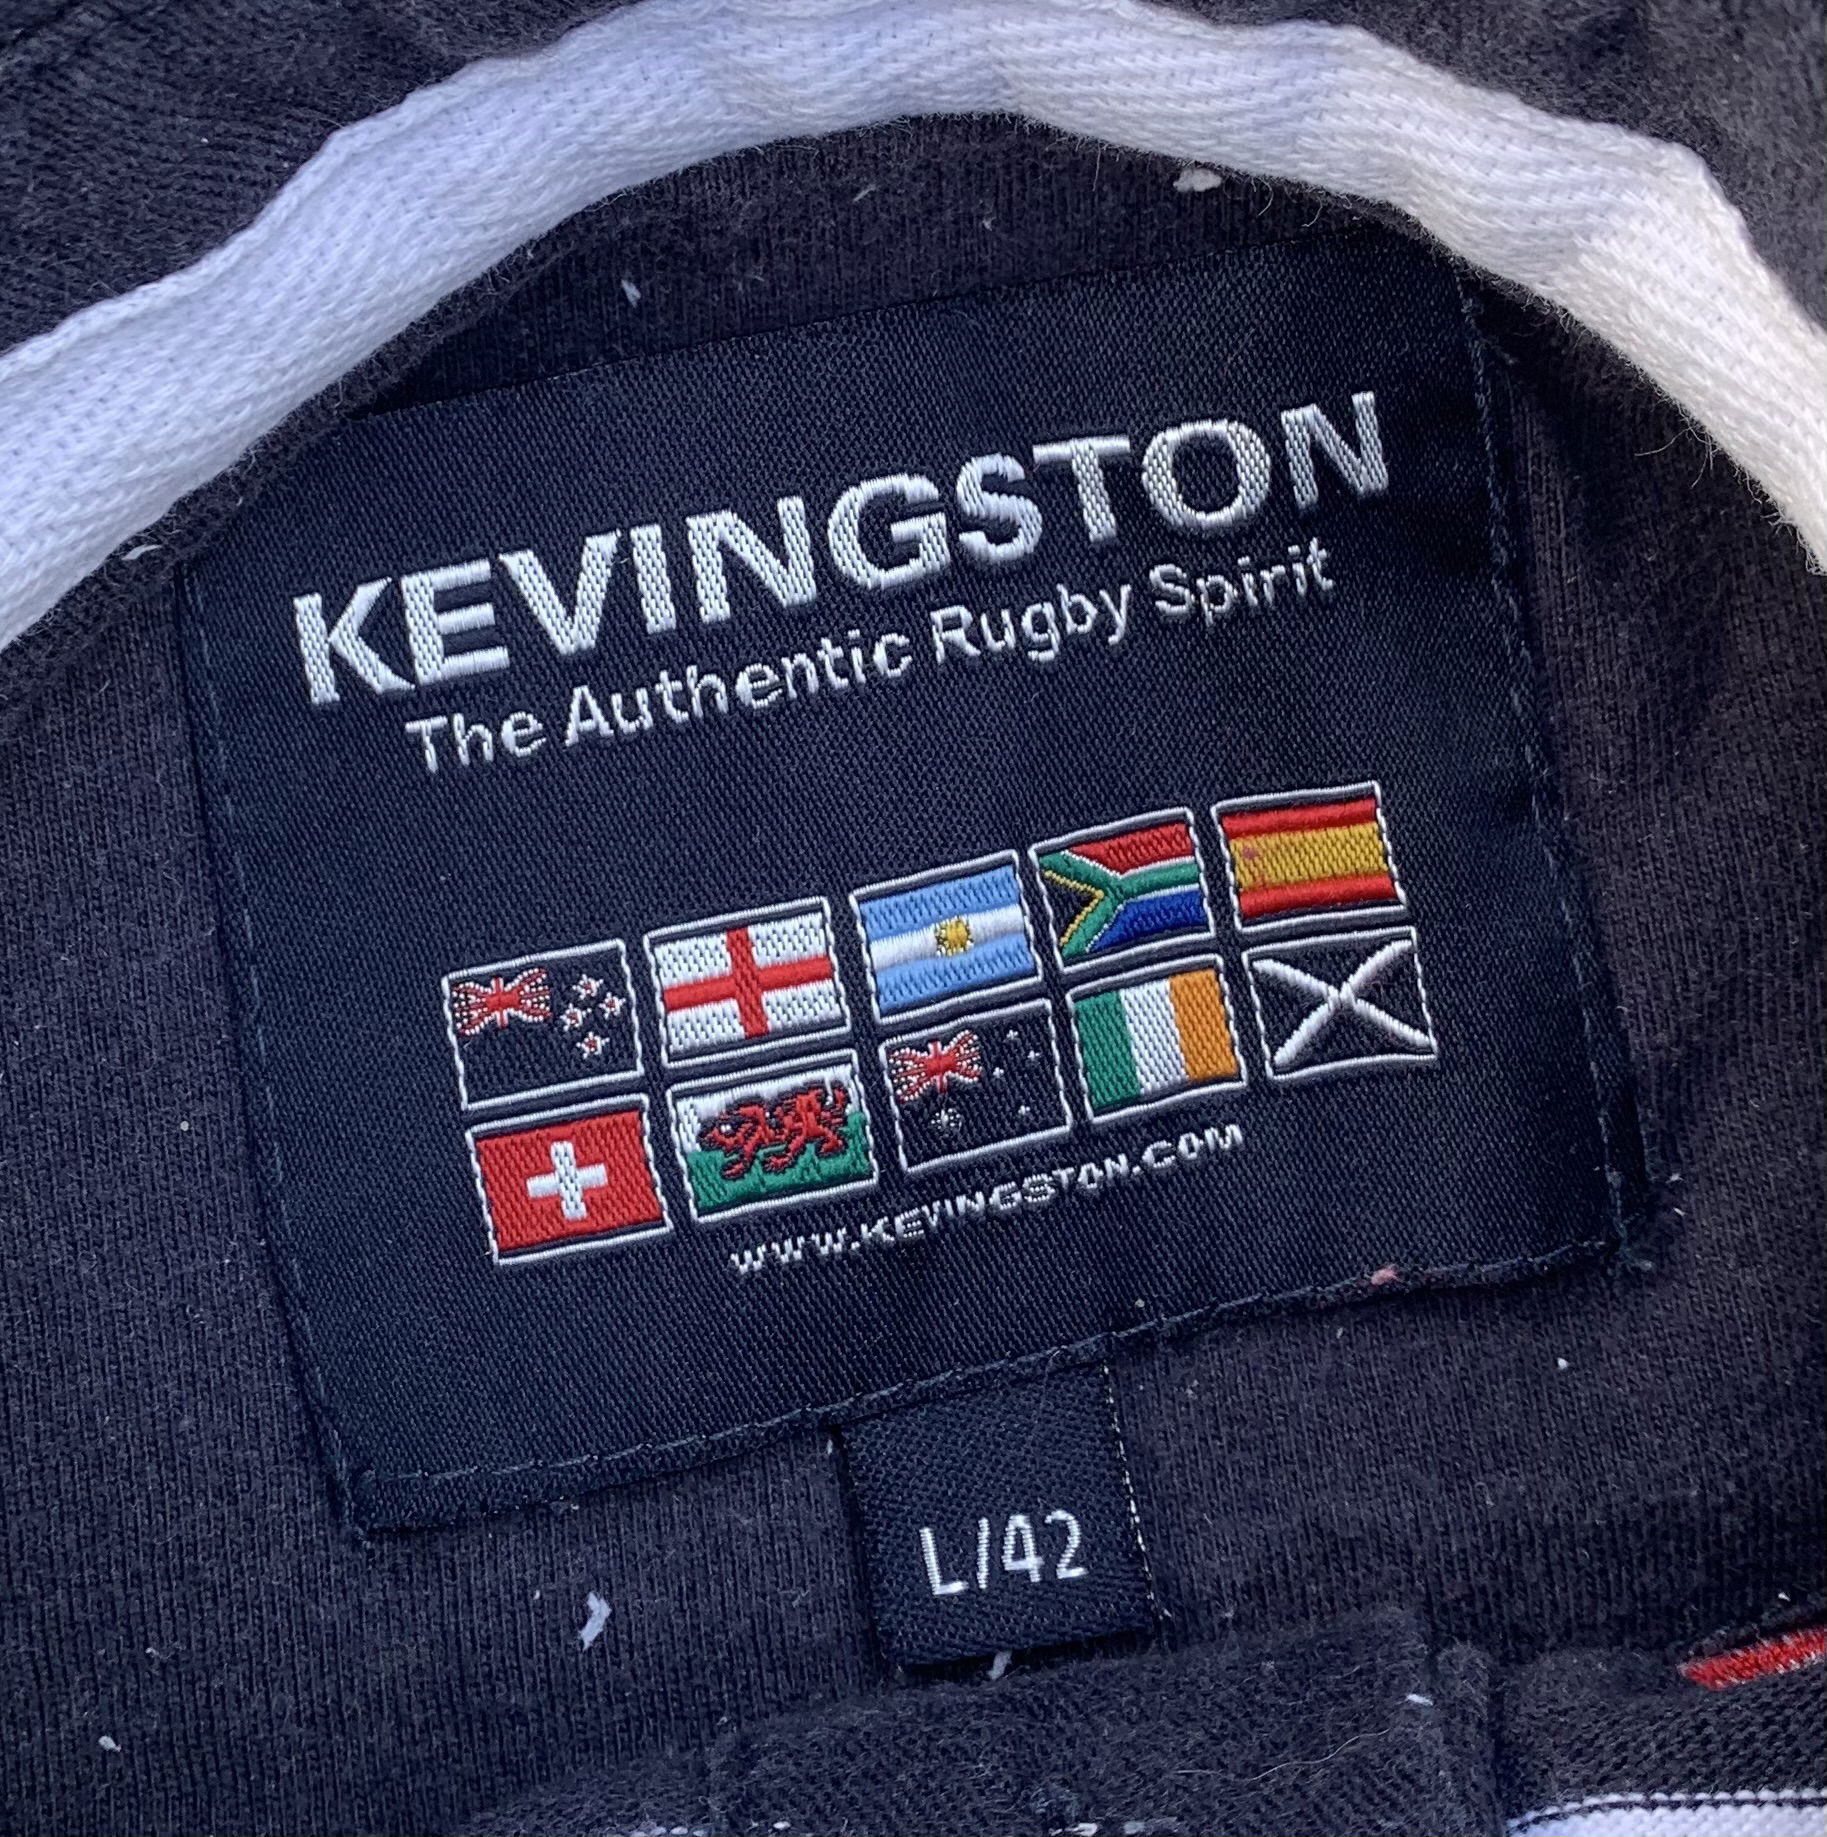 KEVINGSTON
The Authentic Rugby Spirit
WWW.KEVINGSTON.COM
L/42